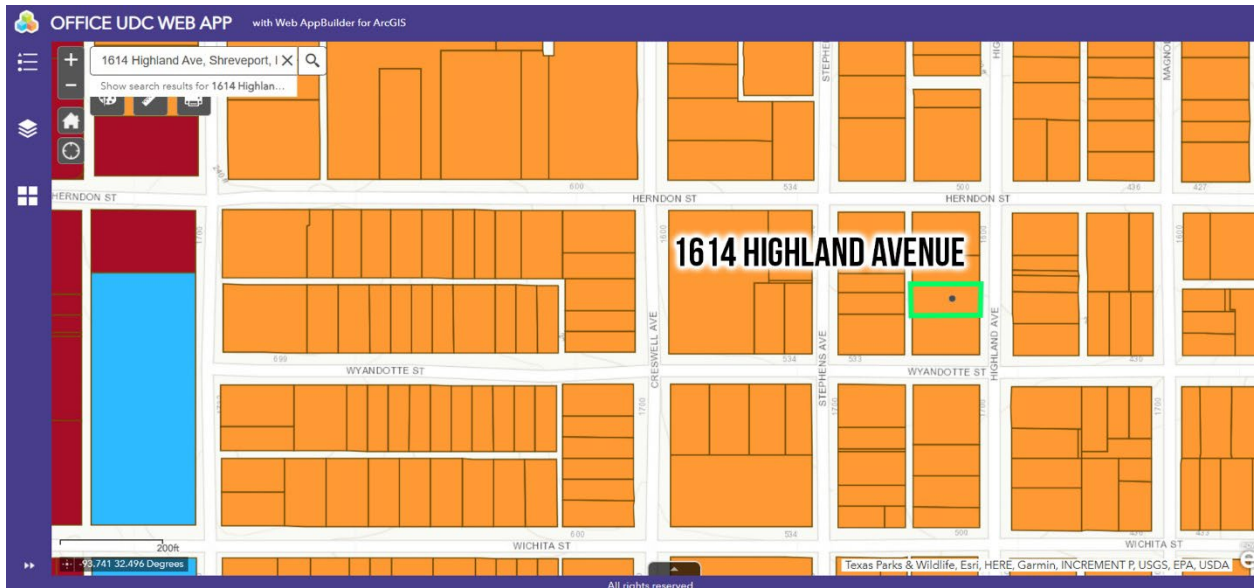 OFFICE UDC WEB APP with Web AppBuilder for ArcGIS
+
1614 Highland Ave, Shreveport, l
Show search results for 1614 Highlan...
−
STEPHE
HIG
MAGNO
240ft
600
534
500
436
427
HERNDON ST
HERNDON ST
HERNDON ST
1700
1600
1600
1600
1614 HIGHLAND AVENUE
CRESWELL AVE
STEPHENS AVE
HIGHLAND AVE
699
534
533
430
WYANDOTTE ST
WYANDOTTE ST
1700
1700
1700
600
534
500
WICHITA ST
WICHITA ST
200ft
-93.741 32.496 Degrees
Texas Parks & Wildlife, Esri, HERE, Garmin, INCREMENT P, USGS, EPA, USDA
All rights reserved